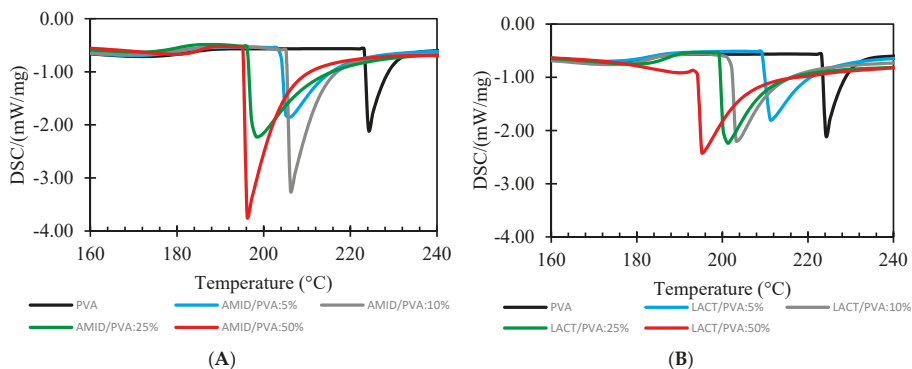 0.00
-1.00
-2.00
-3.00
-4.00
DSC/(mW/mg)
160 180 200 220 240
Temperature (°C)
PVA AMID/PVA:5% AMID/PVA:10%
AMID/PVA:25% AMID/PVA:50%
(A)
0.00
-1.00
-2.00
-3.00
-4.00
DSC/(mW/mg)
160 180 200 220 240
Temperature (°C)
PVA LACT/PVA:5% LACT/PVA:10%
LACT/PVA:25% LACT/PVA:50%
(B)